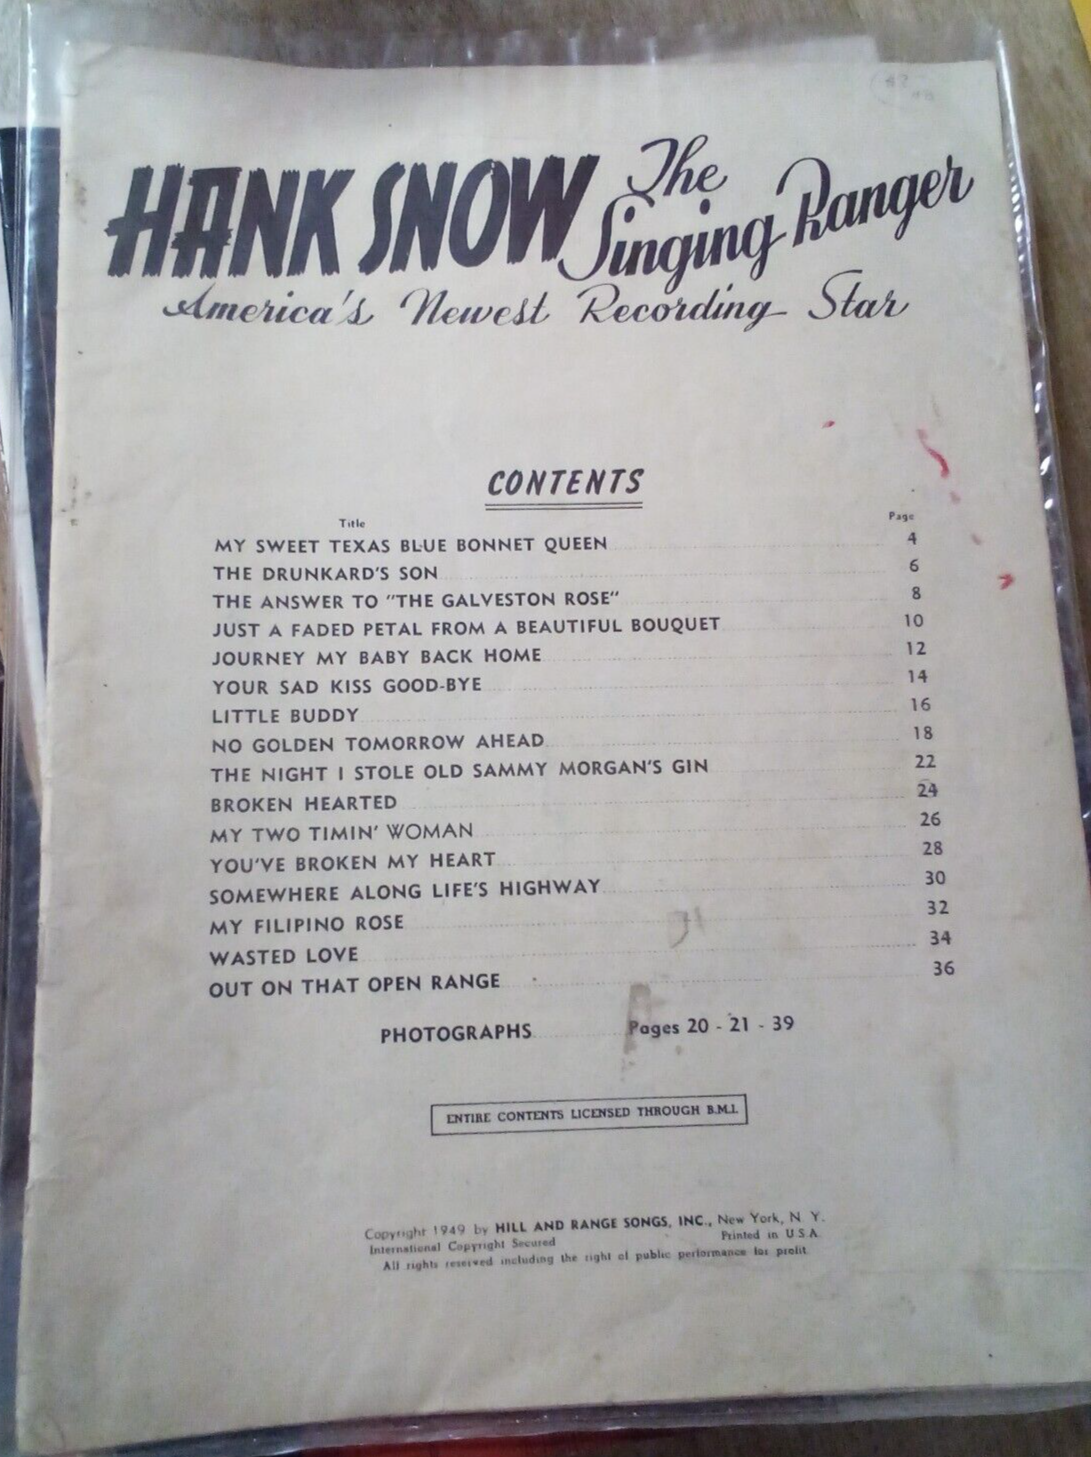 HANK SNOW The Singing Ranger
America's Newest Recording Star
CONTENTS
Title Page
MY SWEET TEXAS BLUE BONNET QUEEN 4
THE DRUNKARD'S SON 6
THE ANSWER TO "THE GALVESTON ROSE" 8
JUST A FADED PETAL FROM A BEAUTIFUL BOUQUET 10
JOURNEY MY BABY BACK HOME 12
YOUR SAD KISS GOOD-BYE 14
LITTLE BUDDY 16
NO GOLDEN TOMORROW AHEAD 18
THE NIGHT I STOLE OLD SAMMY MORGAN'S GIN 22
BROKEN HEARTED 24
MY TWO TIMIN' WOMAN 26
YOU'VE BROKEN MY HEART 28
SOMEWHERE ALONG LIFE'S HIGHWAY 30
MY FILIPINO ROSE 32
WASTED LOVE 34
OUT ON THAT OPEN RANGE 36
PHOTOGRAPHS Pages 20 - 21 - 39
ENTIRE CONTENTS LICENSED THROUGH B.M.I.
Copyright 1949 by HILL AND RANGE SONGS, INC., New York, N. Y.
International Copyright Secured Printed in U.S.A.
All rights reserved including the right of public performance for profit.